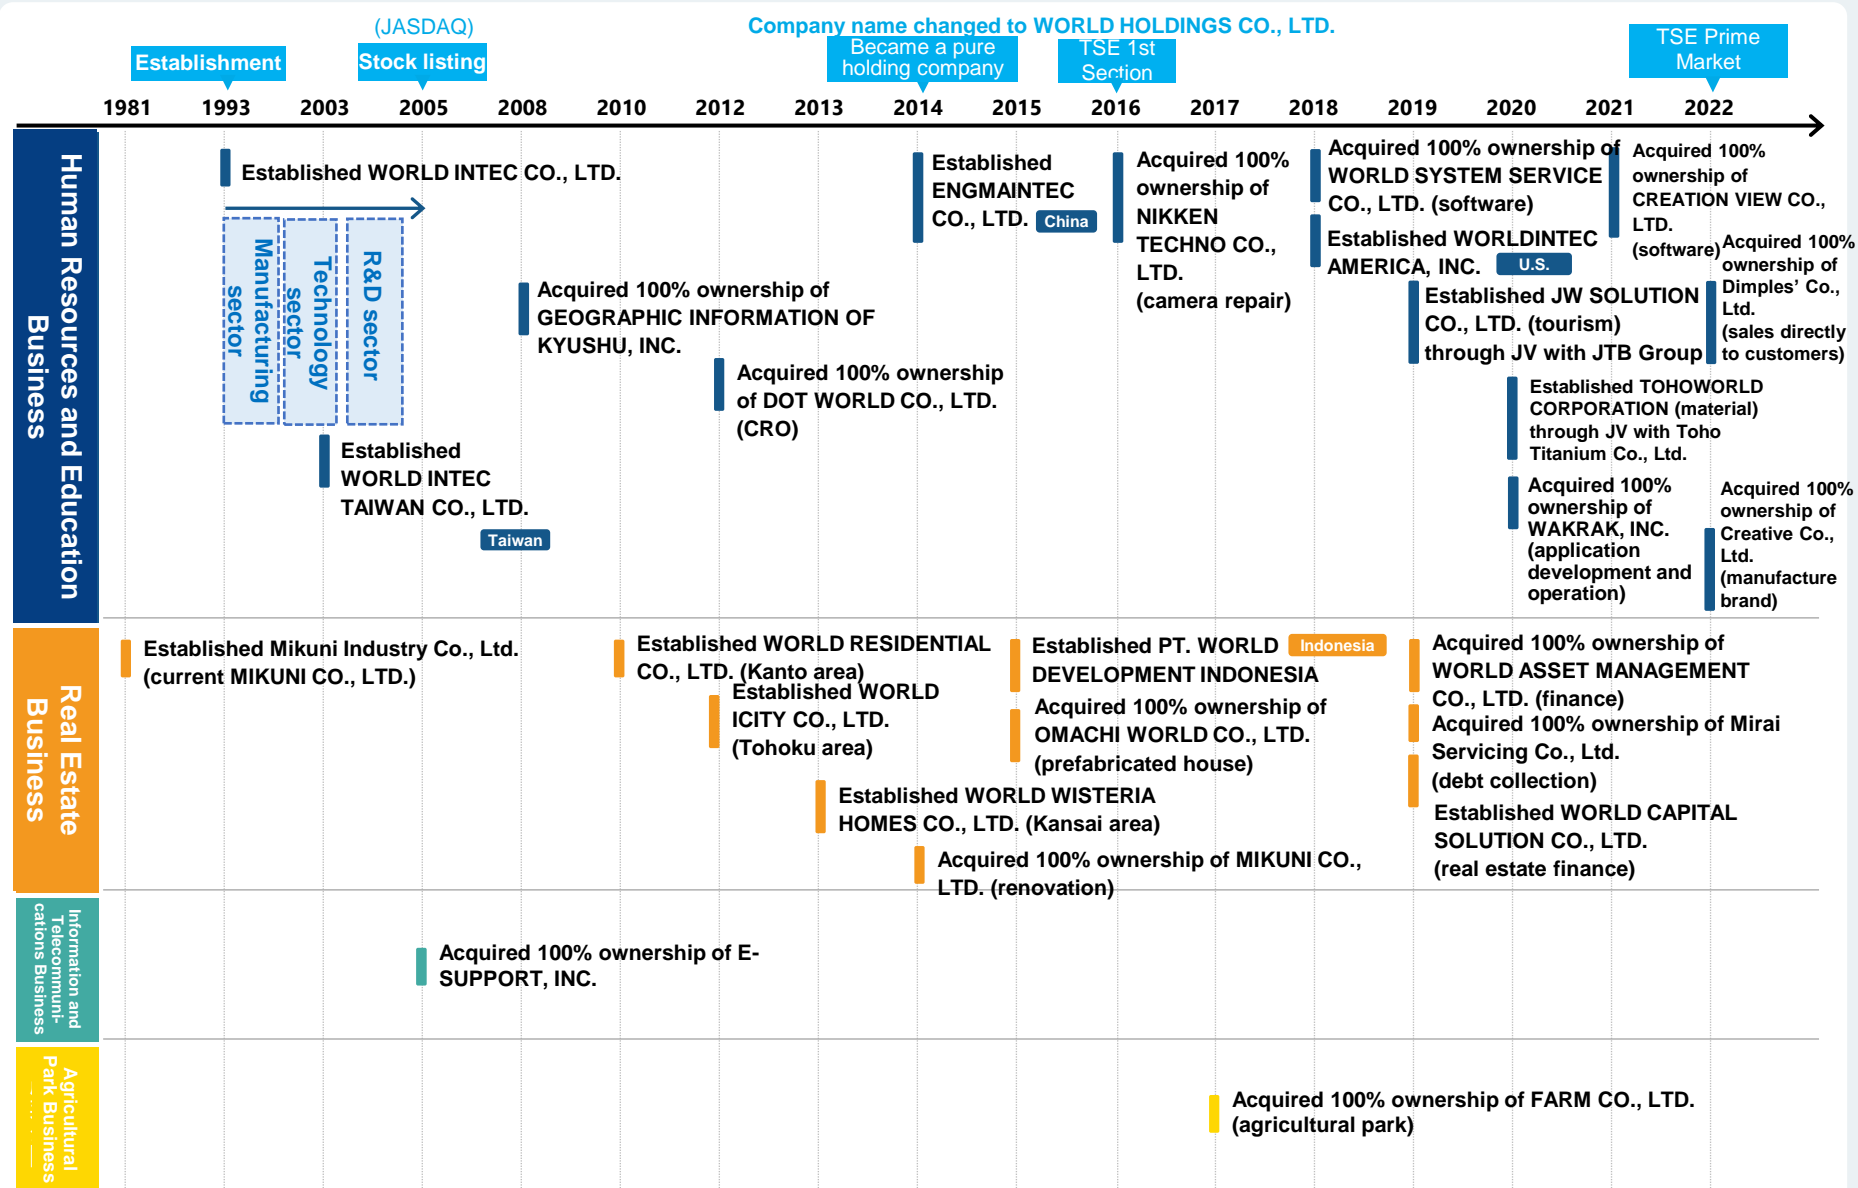 (JASDAQ)
Company name changed to WORLD HOLDINGS CO., LTD.
Establishment
Stock listing
Became a pure
holding company
TSE 1st
Section
TSE Prime
Market
1981 1993 2003 2005 2008 2010 2012 2013 2014 2015 2016 2017 2018 2019 2020 2021 2022
Human Resources and Education
Business
Established WORLD INTEC CO., LTD.
Manufacturing
sector
Technology
sector
R&D sector
Established
WORLD INTEC
TAIWAN CO., LTD.
Taiwan
Acquired 100% ownership of
GEOGRAPHIC INFORMATION OF
KYUSHU, INC.
Acquired 100% ownership
of DOT WORLD CO., LTD.
(CRO)
Established
ENGMAINTEC
CO., LTD.
China
Acquired 100%
ownership of
NIKKEN
TECHNO CO.,
LTD.
(camera repair)
Acquired 100% ownership of
WORLD SYSTEM SERVICE
CO., LTD. (software)
Established WORLDINTEC
AMERICA, INC.
U.S.
Established JW SOLUTION
CO., LTD. (tourism)
through JV with JTB Group
Established TOHOWORLD
CORPORATION (material)
through JV with Toho
Titanium Co., Ltd.
Acquired 100%
ownership of
WAKRAK, INC.
(application
development and
operation)
Acquired 100%
ownership of
CREATION VIEW CO.,
LTD.
(software)
Acquired 100%
ownership of
Dimples’ Co.,
Ltd.
(sales directly
to customers)
Acquired 100%
ownership of
Creative Co.,
Ltd.
(manufacture
brand)
Real Estate
Business
Established Mikuni Industry Co., Ltd.
(current MIKUNI CO., LTD.)
Established WORLD RESIDENTIAL
CO., LTD. (Kanto area)
Established WORLD
ICITY CO., LTD.
(Tohoku area)
Established WORLD WISTERIA
HOMES CO., LTD. (Kansai area)
Acquired 100% ownership of MIKUNI CO.,
LTD. (renovation)
Established PT. WORLD
DEVELOPMENT INDONESIA
Indonesia
Acquired 100% ownership of
OMACHI WORLD CO., LTD.
(prefabricated house)
Acquired 100% ownership of
WORLD ASSET MANAGEMENT
CO., LTD. (finance)
Acquired 100% ownership of Mirai
Servicing Co., Ltd.
(debt collection)
Established WORLD CAPITAL
SOLUTION CO., LTD.
(real estate finance)
Information and
Telecommuni-
cations Business
Acquired 100% ownership of E-
SUPPORT, INC.
Agricultural
Park Business
Acquired 100% ownership of FARM CO., LTD.
(agricultural park)